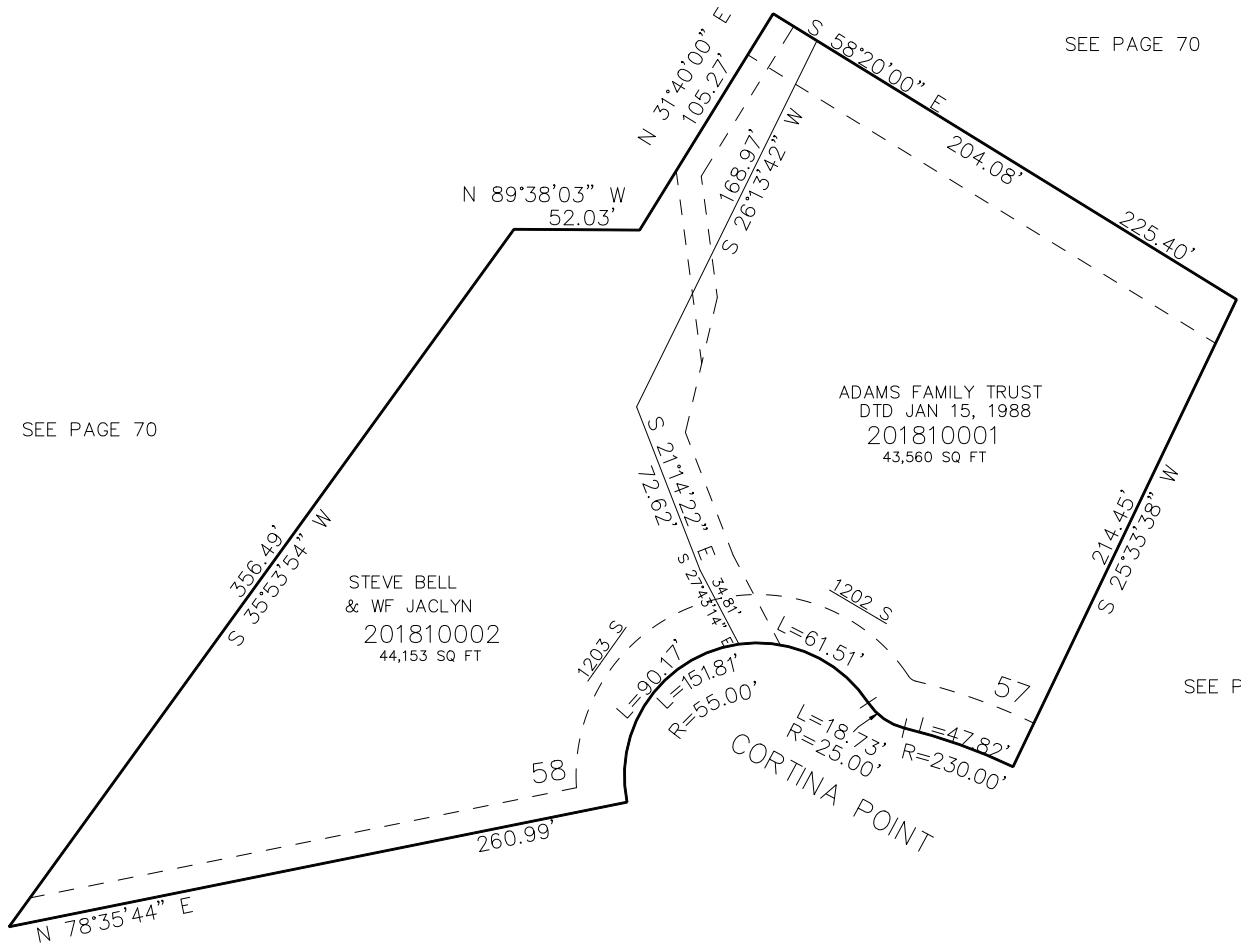 SEE PAGE 70
S 58°20'00" E
204.08'
225.40'
N 31°40'00" E
105.27'
168.97'
S 26°13'42" W
N 89°38'03" W
52.03'
SEE PAGE 70
ADAMS FAMILY TRUST
DTD JAN 15, 1988
201810001
43,560 SQ FT
S 21°14'22" E
72.62'
S 27°43'14" E
34.81'
214.45'
S 25°33'38" W
356.49'
S 35°53'54" W
STEVE BELL
& WF JACLYN
201810002
44,153 SQ FT
1203 S
1202 S
L=61.51'
L=90.17'
L=151.81'
R=55.00'
57
SEE P
L=18.73'
R=25.00'
L=47.82'
R=230.00'
CORTINA POINT
58
260.99'
N 78°35'44" E